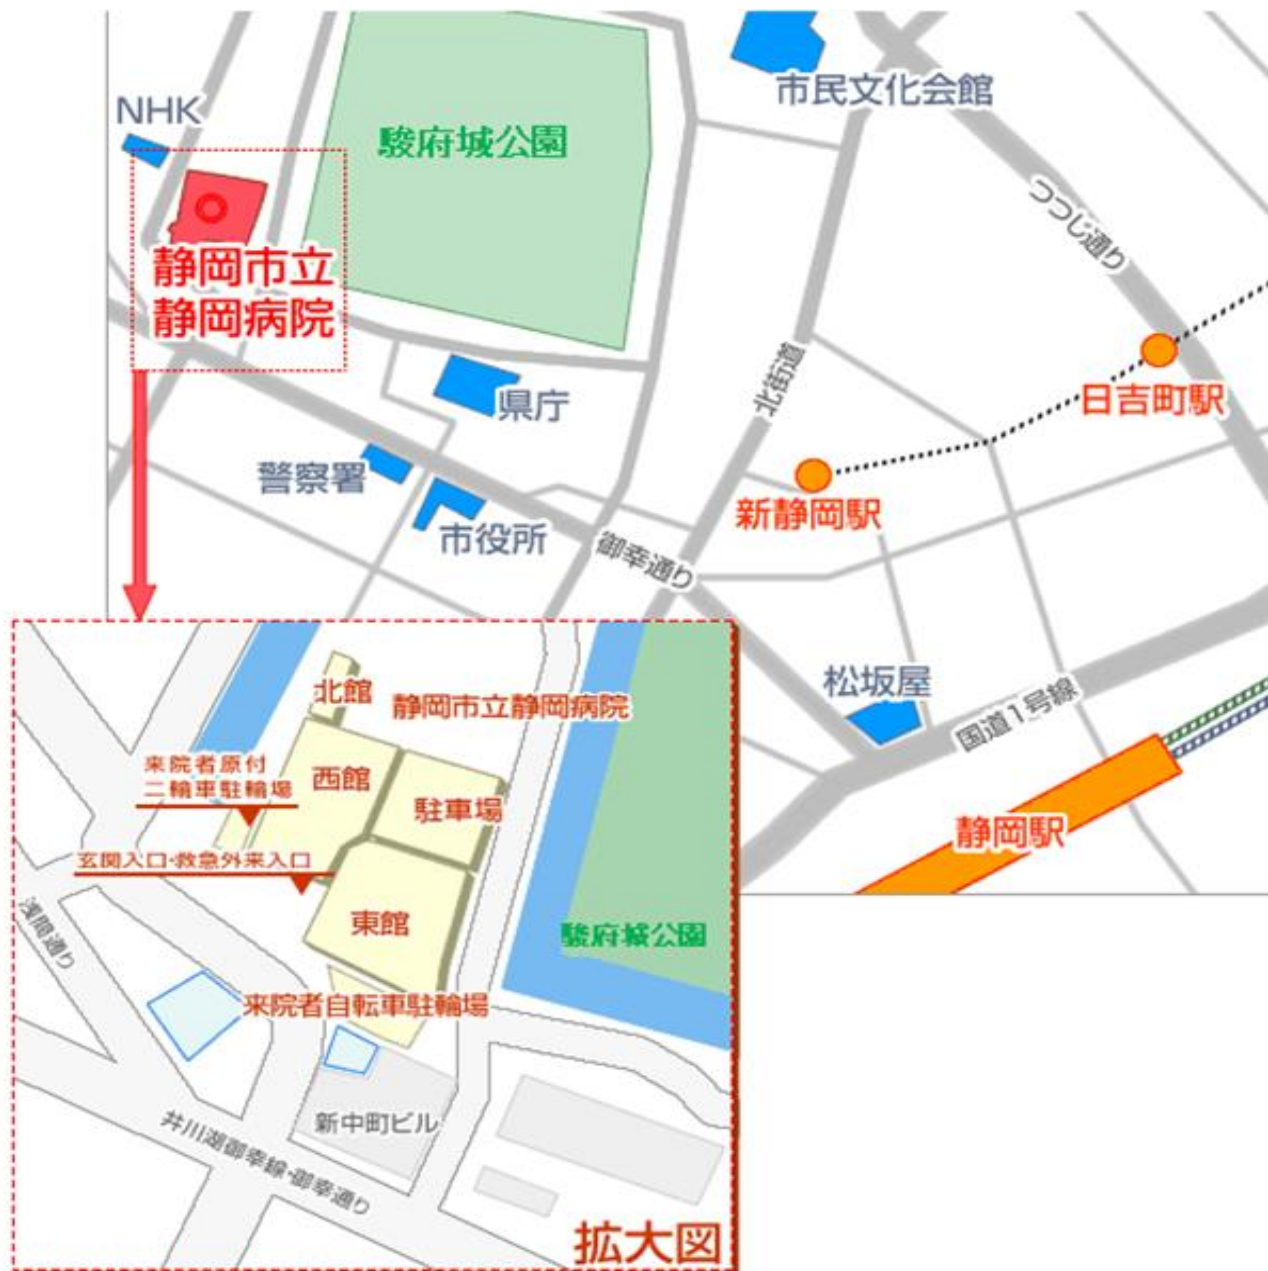 市民文化会館
NHK
駿府城公園
つつじ通り
静岡市立
静岡病院
北街道
日吉町駅
県庁
警察署
新静岡駅
市役所
御幸通り
松坂屋
国道1号線
静岡駅
北館
静岡市立静岡病院
来院者原付
二輪車駐輪場
西館
駐車場
玄関入口・救急外来入口
東館
浅間通り
駿府城公園
来院者自転車駐輪場
新中町ビル
井川湖御幸線・御幸通り
拡大図